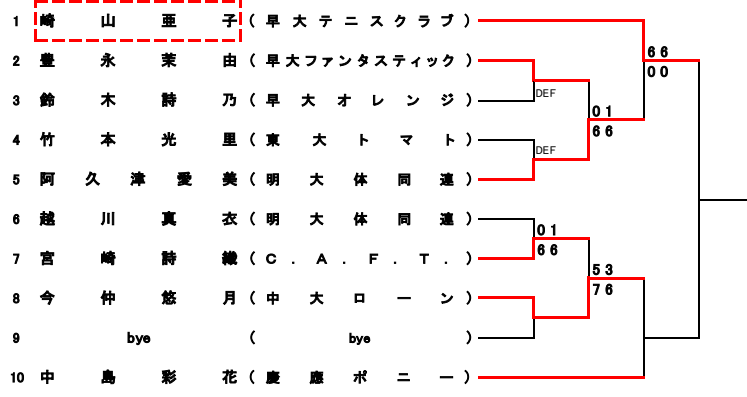 1 崎山亜子 (早大テニスクラブ)
6 6
2 豊永茉由 (早大ファンタスティック)
0 0
3 鈴木詩乃 (早大オレンジ)
DEF
0 1
4 竹本光里 (東大トマト)
6 6
DEF
5 阿久津愛美 (明大体同連)
6 越川真衣 (明大体同連)
0 1
7 宮崎詩織 (C.A.F.T.)
6 6
5 3
8 今仲悠月 (中大ローン)
7 6
9 bye (bye)
10 中島彩花 (慶應ポニー)